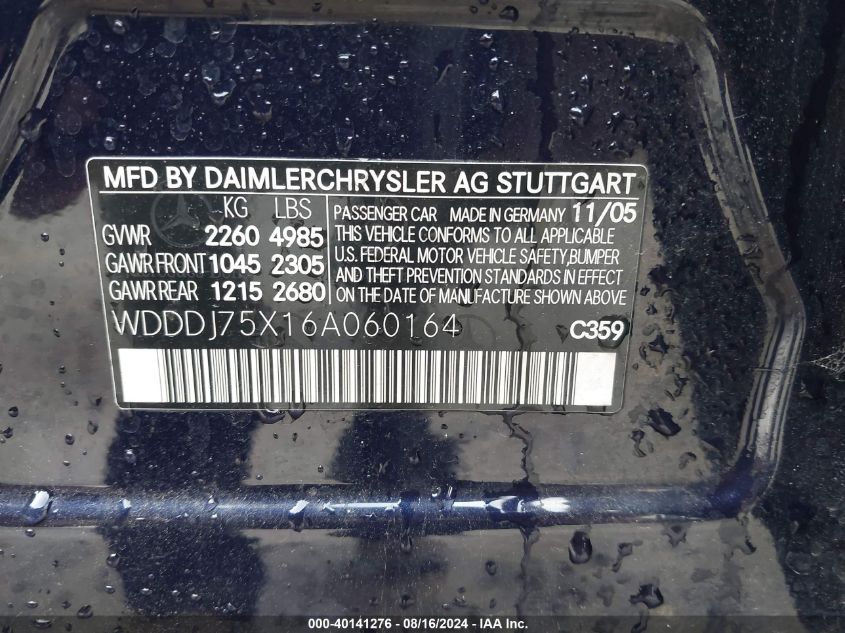 MFD BY DAIMLERCHRYSLER AG STUTTGART
KG LBS
GVWR 2260 4985
GAWR FRONT 1045 2305
GAWR REAR 1215 2680
PASSENGER CAR MADE IN GERMANY 11/05
THIS VEHICLE CONFORMS TO ALL APPLICABLE
U.S. FEDERAL MOTOR VEHICLE SAFETY,BUMPER
AND THEFT PREVENTION STANDARDS IN EFFECT
ON THE DATE OF MANUFACTURE SHOWN ABOVE
WDDDJ75X16A060164 C359
000-40141276 - 08/16/2024 - IAA Inc.